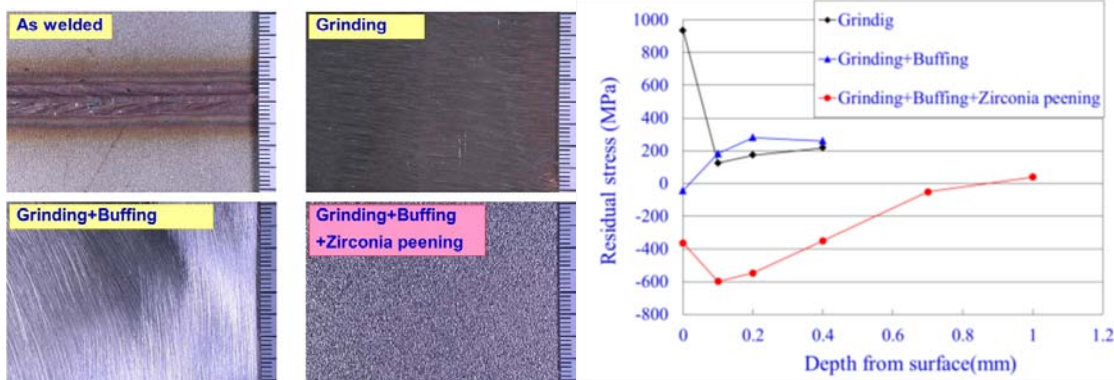 As welded
Grinding
Grinding+Buffing
Grinding+Buffing
+Zirconia peening
1000
800
600
400
200
0
-200
-400
-600
-800
Residual stress (MPa)
Grindig
Grinding+Buffing
Grinding+Buffing+Zirconia peening
0
0.2
0.4
0.6
0.8
1
1.2
Depth from surface(mm)